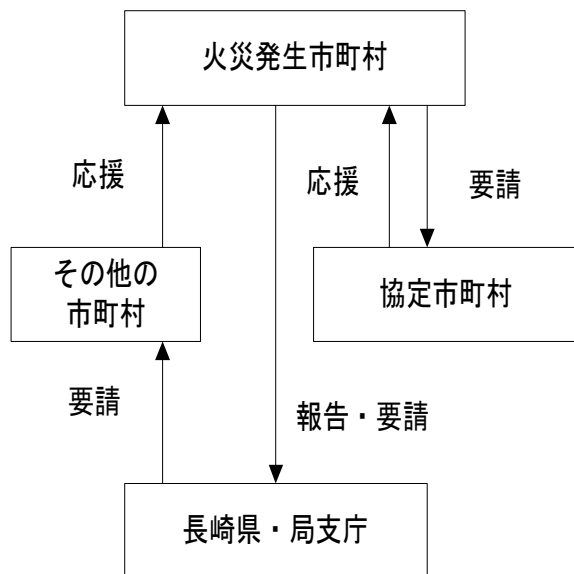 火災発生市町村
応援
応援
要請
その他の
市町村
協定市町村
要請
報告・要請
長崎県・局支庁